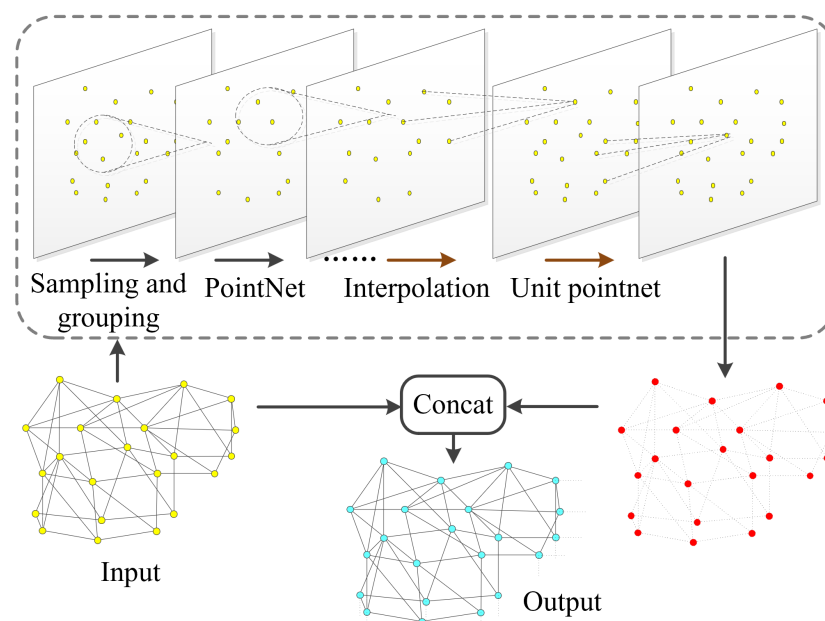 Sampling and
grouping
PointNet
......
Interpolation
Unit pointnet
Concat
Input
Output